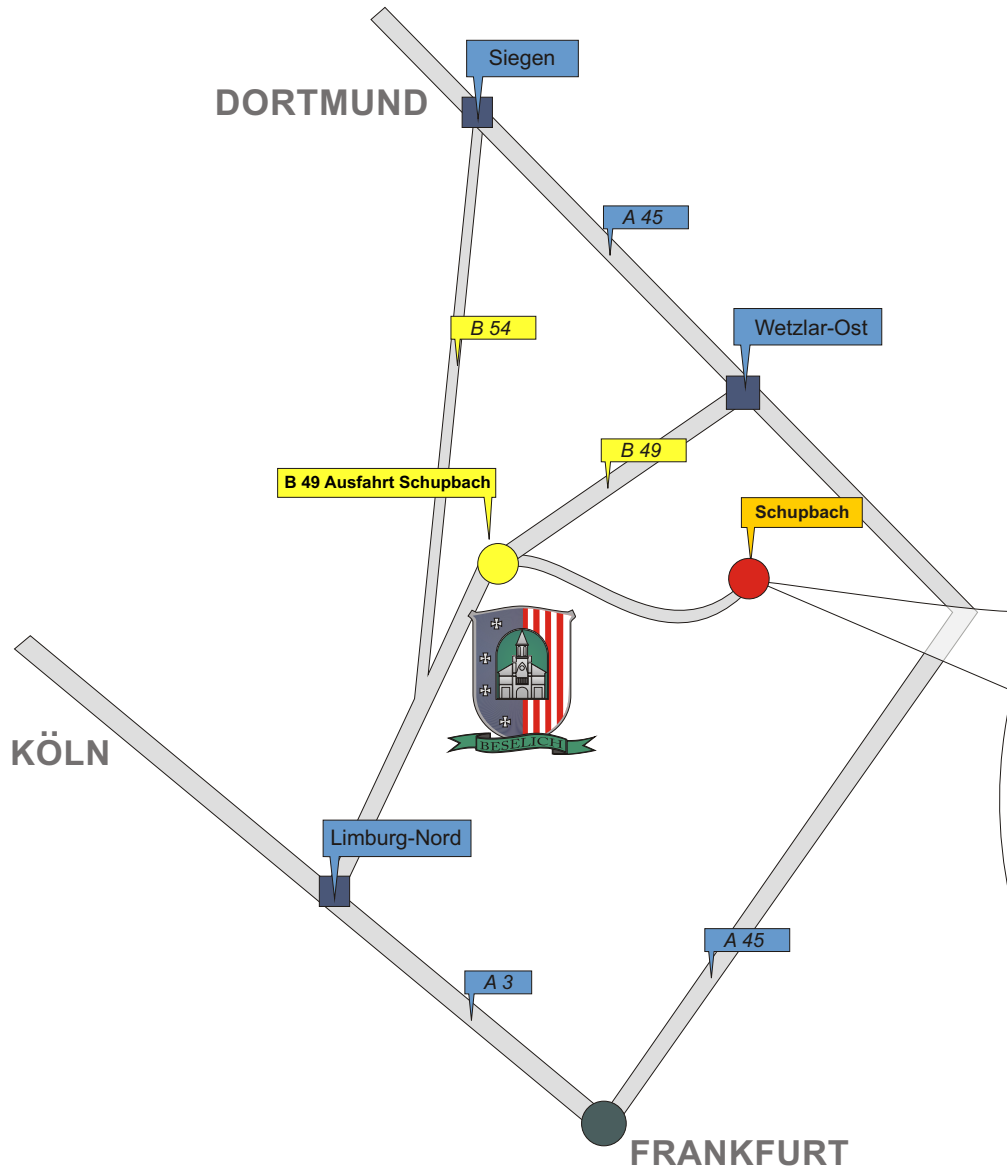 Siegen
DORTMUND
A 45
B 54
Wetzlar-Ost
B 49
B 49 Ausfahrt Schupbach
Schupbach
BESELICH
KÖLN
Limburg-Nord
A 45
A 3
FRANKFURT